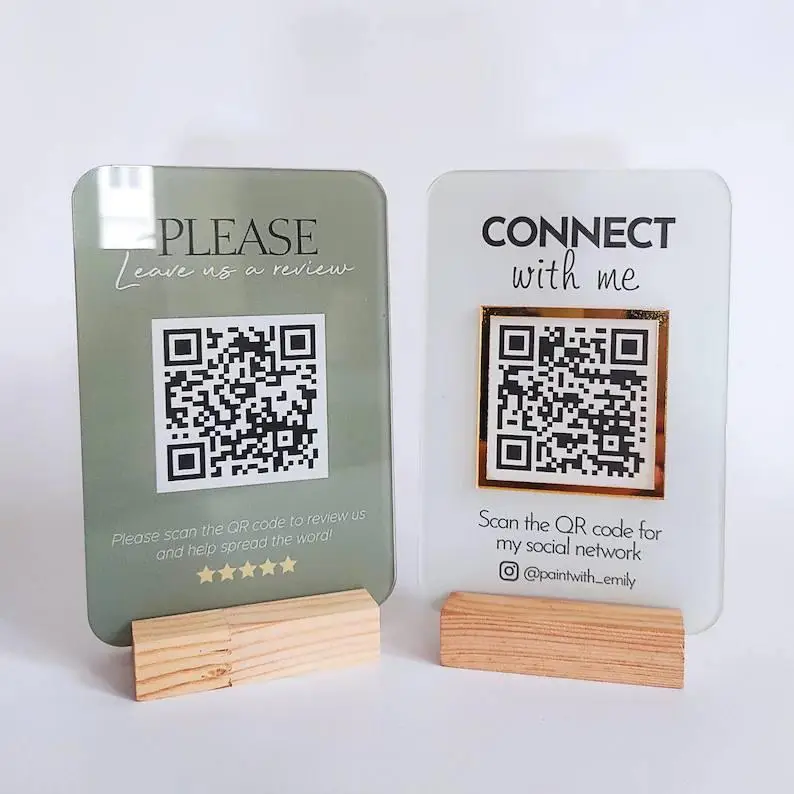 PLEASE
Leave us a review
Please scan the QR code to review us
and help spread the word!
CONNECT
with me
Scan the QR code for
my social network
@paintwith_emily